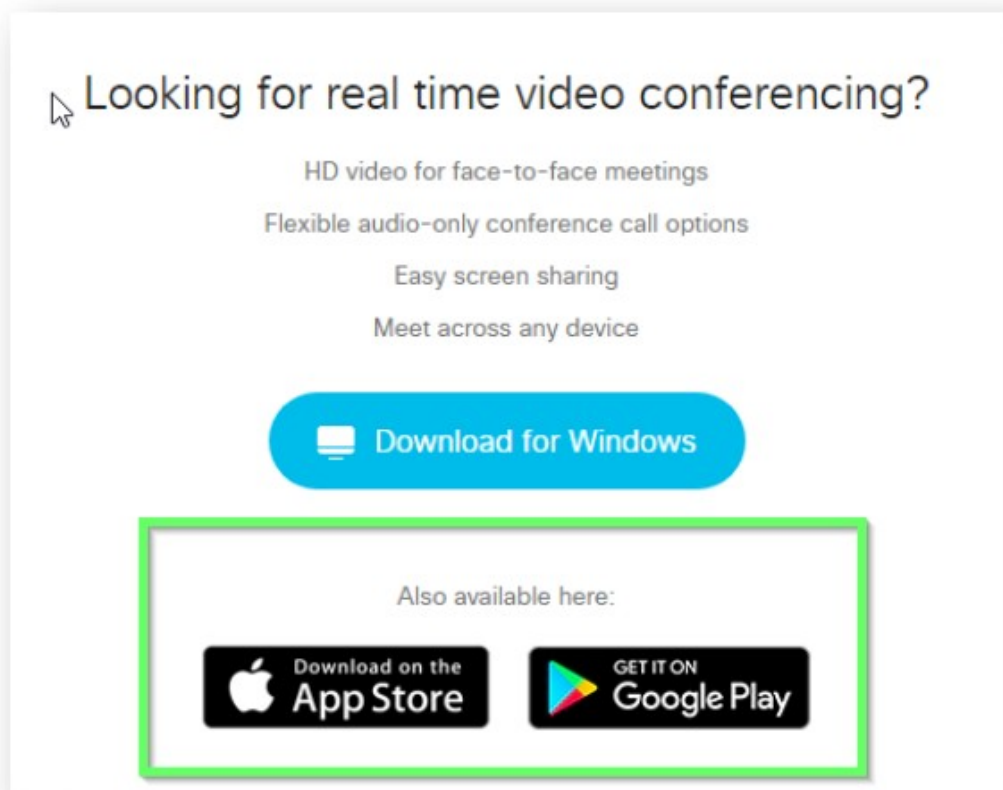 Looking for real time video conferencing?
HD video for face-to-face meetings
Flexible audio-only conference call options
Easy screen sharing
Meet across any device
Download for Windows
Also available here:
Download on the
App Store
GET IT ON
Google Play